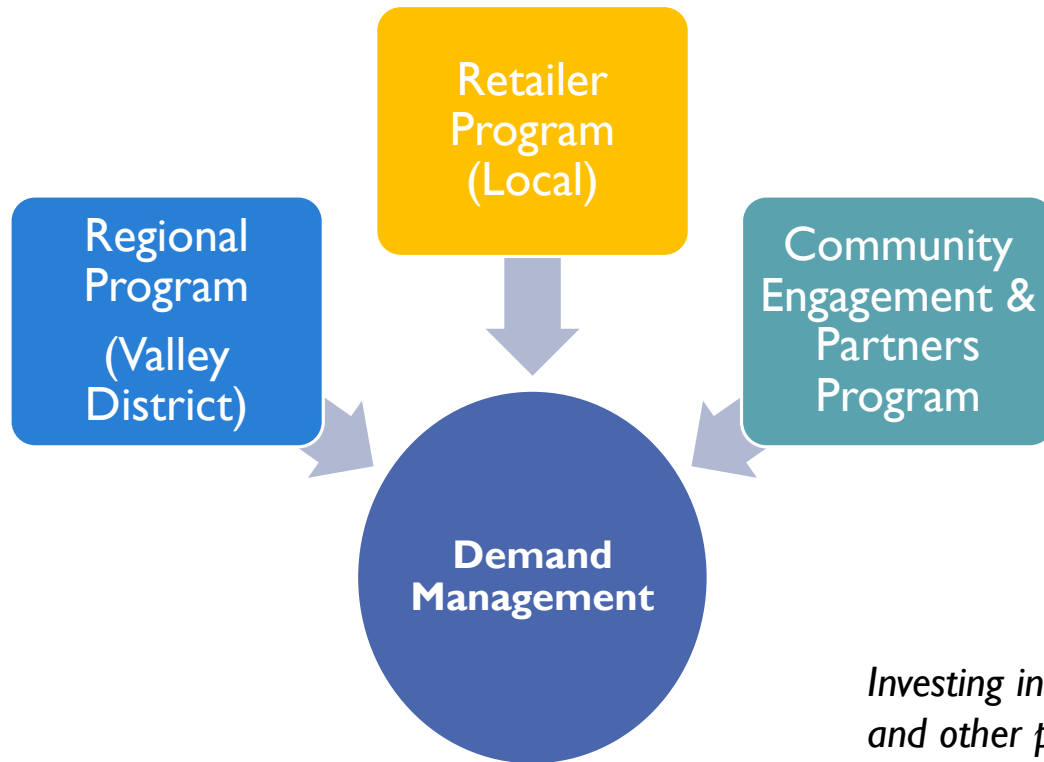 Retailer
Program
(Local)
Regional
Program
(Valley
District)
Community
Engagement &
Partners
Program
Demand
Management
Investing in
and other p